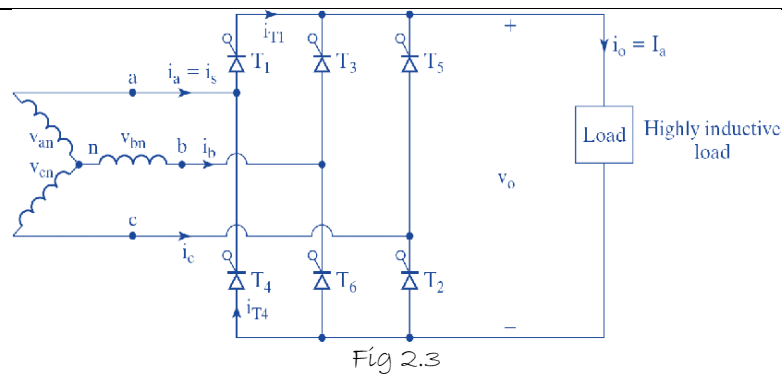 i_T1
+
T_1
T_3
T_5
i_o = I_a
a
i_a = i_s
v_an
n
v_bn
b
i_b
Load
Highly inductive
load
v_cn
v_o
c
i_c
T_4
T_6
T_2
i_T4
−
Fig 2.3